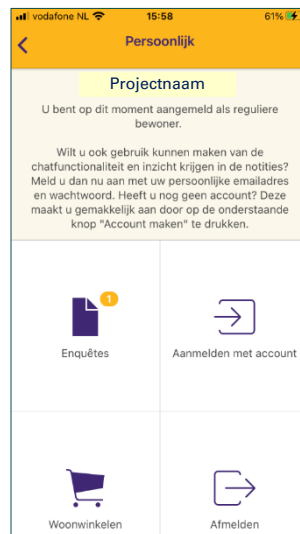 vodafone NL 15:58 61%
Persoonlijk
Projectnaam
U bent op dit moment aangemeld als reguliere
bewoner.
Wilt u ook gebruik kunnen maken van de
chatfunctionaliteit en inzicht krijgen in de notities?
Meld u dan nu aan met uw persoonlijke emailadres
en wachtwoord. Heeft u nog geen account? Deze
maakt u gemakkelijk aan door op de onderstaande
knop "Account maken" te drukken.
1
Enquêtes Aanmelden met account
Woonwinkelen Afmelden